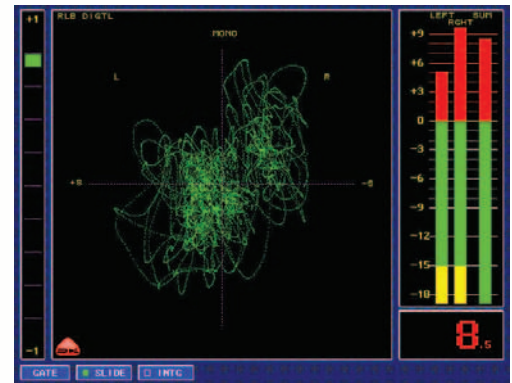 +1
RLB DIGTL
MONO
L
R
+S
-S
-1
LEFT
RGHT
SUM
+9
+6
+3
0
-3
-6
-9
-12
-15
-18
8.5
GATE
SLIDE
INTG